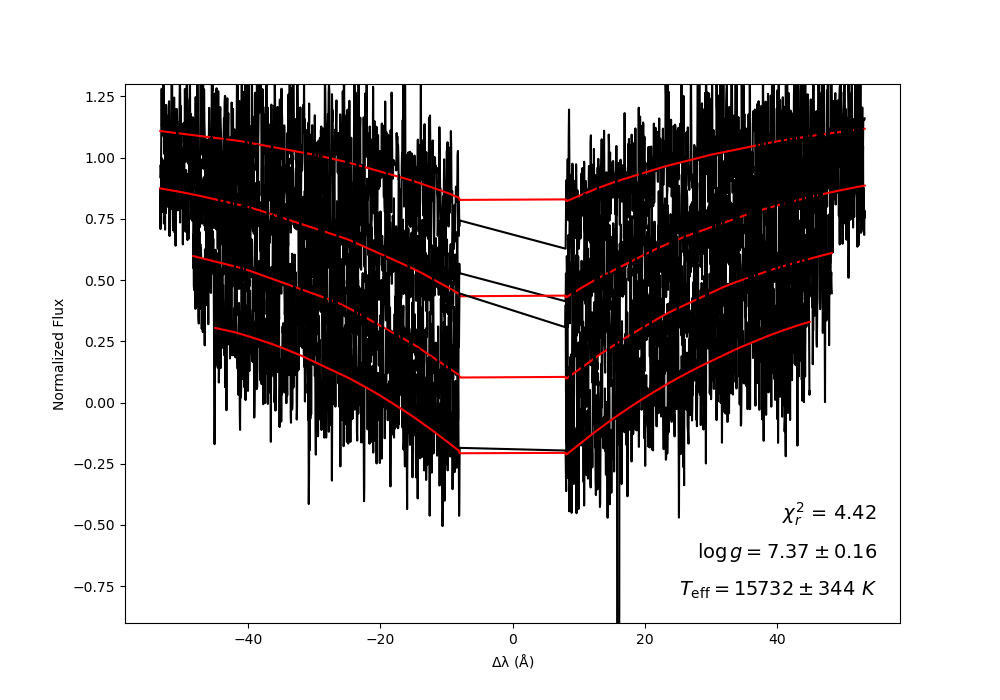 1.25
1.00
0.75
0.50
0.25
0.00
−0.25
−0.50
−0.75
Normalized Flux
χ²ᵣ = 4.42
log g = 7.37 ± 0.16
T_eff = 15732 ± 344 K
−40 −20 0 20 40
Δλ (Å)